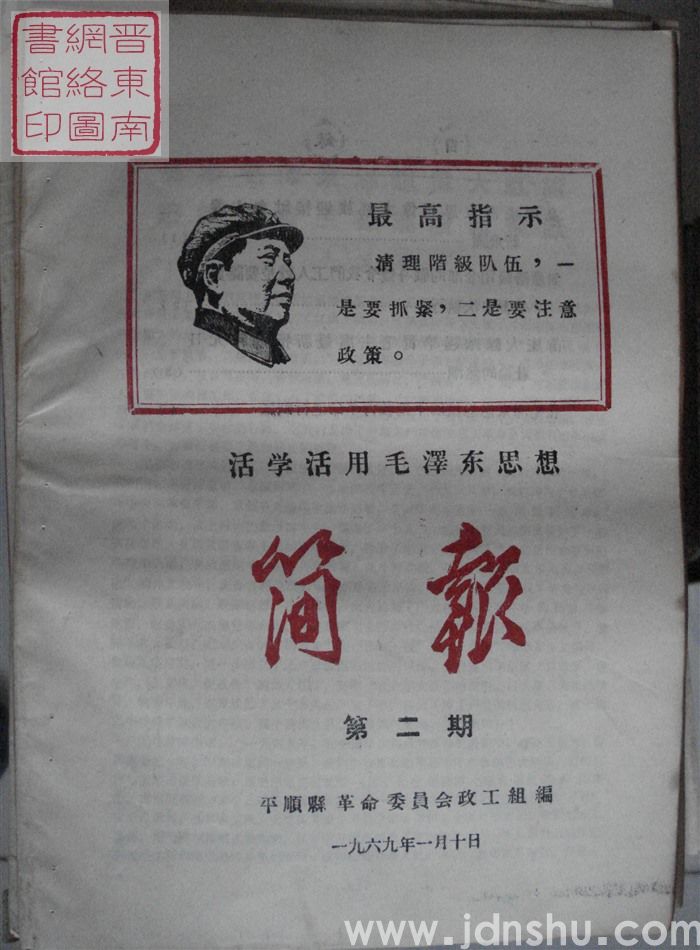 晋東南
網絡圖
書館印
最高指示
清理階級队伍，一
是要抓紧，二是要注意
政策。
活学活用毛澤东思想
简報
第二期
平順縣革命委員会政工組編
一九六九年一月十日
www.jdnshu.com